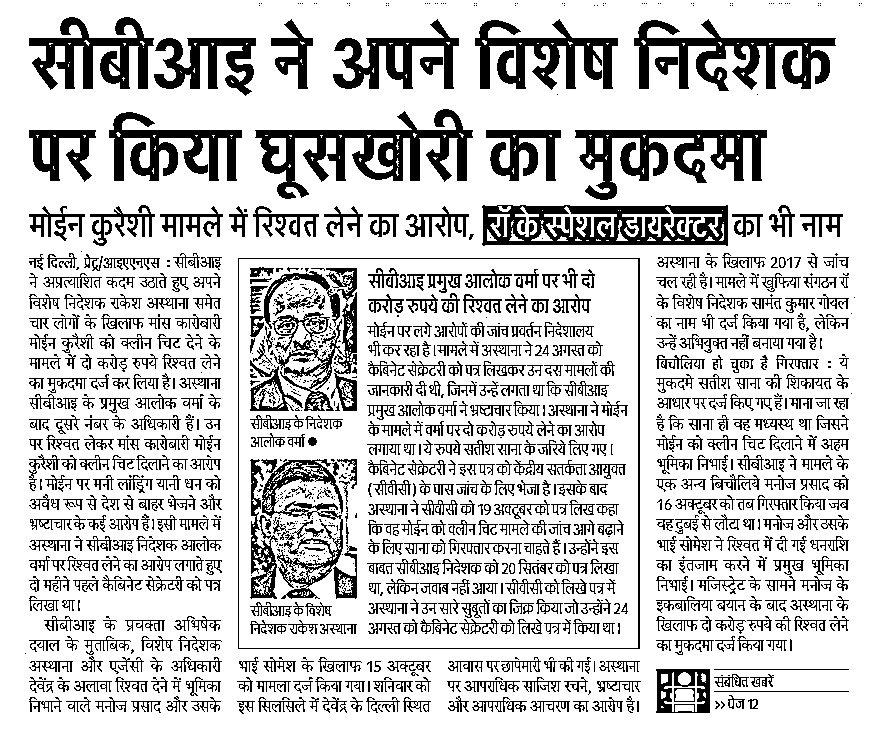 सीबीआइ ने अपने विशेष निदेशक
पर किया घूसखोरी का मुकदमा
मोईन कुरैशी मामले में रिश्वत लेने का आरोप, रॉ के स्पेशल डायरेक्टर का भी नाम
नई दिल्ली, प्रेट्र/आइएएनएस : सीबीआइ
ने अप्रत्याशित कदम उठाते हुए अपने
विशेष निदेशक राकेश अस्थाना समेत
चार लोगों के खिलाफ मांस कारोबारी
मोईन कुरैशी को क्लीन चिट देने के
मामले में दो करोड़ रुपये रिश्वत लेने
का मुकदमा दर्ज कर लिया है। अस्थाना
सीबीआइ के प्रमुख आलोक वर्मा के
बाद दूसरे नंबर के अधिकारी हैं। उन
पर रिश्वत लेकर मांस कारोबारी मोईन
कुरैशी को क्लीन चिट दिलाने का आरोप
है। मोईन पर मनी लांड्रिंग यानी धन को
अवैध रूप से देश से बाहर भेजने और
भ्रष्टाचार के कई आरोप हैं। इसी मामले में
अस्थाना ने सीबीआइ निदेशक आलोक
वर्मा पर रिश्वत लेने का आरोप लगाते हुए
दो महीने पहले कैबिनेट सेक्रेटरी को पत्र
लिखा था।
सीबीआइ के प्रवक्ता अभिषेक
दयाल के मुताबिक, विशेष निदेशक
अस्थाना और एजेंसी के अधिकारी
देवेंद्र के अलावा रिश्वत देने में भूमिका
निभाने वाले मनोज प्रसाद और उसके
सीबीआइ के निदेशक
आलोक वर्मा ●
सीबीआइ के विशेष
निदेशक राकेश अस्थाना
सीबीआइ प्रमुख आलोक वर्मा पर भी दो
करोड़ रुपये की रिश्वत लेने का आरोप
मोईन पर लगे आरोपों की जांच प्रवर्तन निदेशालय
भी कर रहा है। मामले में अस्थाना ने 24 अगस्त को
कैबिनेट सेक्रेटरी को पत्र लिखकर उन दस मामलों की
जानकारी दी थी, जिनमें उन्हें लगता था कि सीबीआइ
प्रमुख आलोक वर्मा ने भ्रष्टाचार किया। अस्थाना ने मोईन
के मामले में वर्मा पर दो करोड़ रुपये लेने का आरोप
लगाया था। ये रुपये सतीश साना के जरिये लिए गए।
कैबिनेट सेक्रेटरी ने इस पत्र को केंद्रीय सतर्कता आयुक्त
(सीवीसी) के पास जांच के लिए भेजा है। इसके बाद
अस्थाना ने सीवीसी को 19 अक्टूबर को पत्र लिख कहा
कि वह मोईन को क्लीन चिट मामले की जांच आगे बढ़ाने
के लिए साना को गिरफ्तार करना चाहते हैं। उन्होंने इस
बाबत सीबीआइ निदेशक को 20 सितंबर को पत्र लिखा
था, लेकिन जवाब नहीं आया। सीवीसी को लिखे पत्र में
अस्थाना ने उन सारे सुबूतों का जिक्र किया जो उन्होंने 24
अगस्त को कैबिनेट सेक्रेटरी को लिखे पत्र में किया था।
भाई सोमेश के खिलाफ 15 अक्टूबर
को मामला दर्ज किया गया। शनिवार को
इस सिलसिले में देवेंद्र के दिल्ली स्थित
आवास पर छापेमारी भी की गई। अस्थाना
पर आपराधिक साजिश रचने, भ्रष्टाचार
और आपराधिक आचरण का आरोप है।
अस्थाना के खिलाफ 2017 से जांच
चल रही है। मामले में खुफिया संगठन रॉ
के विशेष निदेशक सामंत कुमार गोयल
का नाम भी दर्ज किया गया है, लेकिन
उन्हें अभियुक्त नहीं बनाया गया है।
बिचौलिया हो चुका है गिरफ्तार : ये
मुकदमे सतीश साना की शिकायत के
आधार पर दर्ज किए गए हैं। माना जा रहा
है कि साना ही वह मध्यस्थ था जिसने
मोईन को क्लीन चिट दिलाने में अहम
भूमिका निभाई। सीबीआइ ने मामले के
एक अन्य बिचौलिये मनोज प्रसाद को
16 अक्टूबर को तब गिरफ्तार किया जब
वह दुबई से लौटा था। मनोज और उसके
भाई सोमेश ने रिश्वत में दी गई धनराशि
का इंतजाम करने में प्रमुख भूमिका
निभाई। मजिस्ट्रेट के सामने मनोज के
इकबालिया बयान के बाद अस्थाना के
खिलाफ दो करोड़ रुपये की रिश्वत लेने
का मुकदमा दर्ज किया गया।
संबंधित खबरें
>> पेज 12